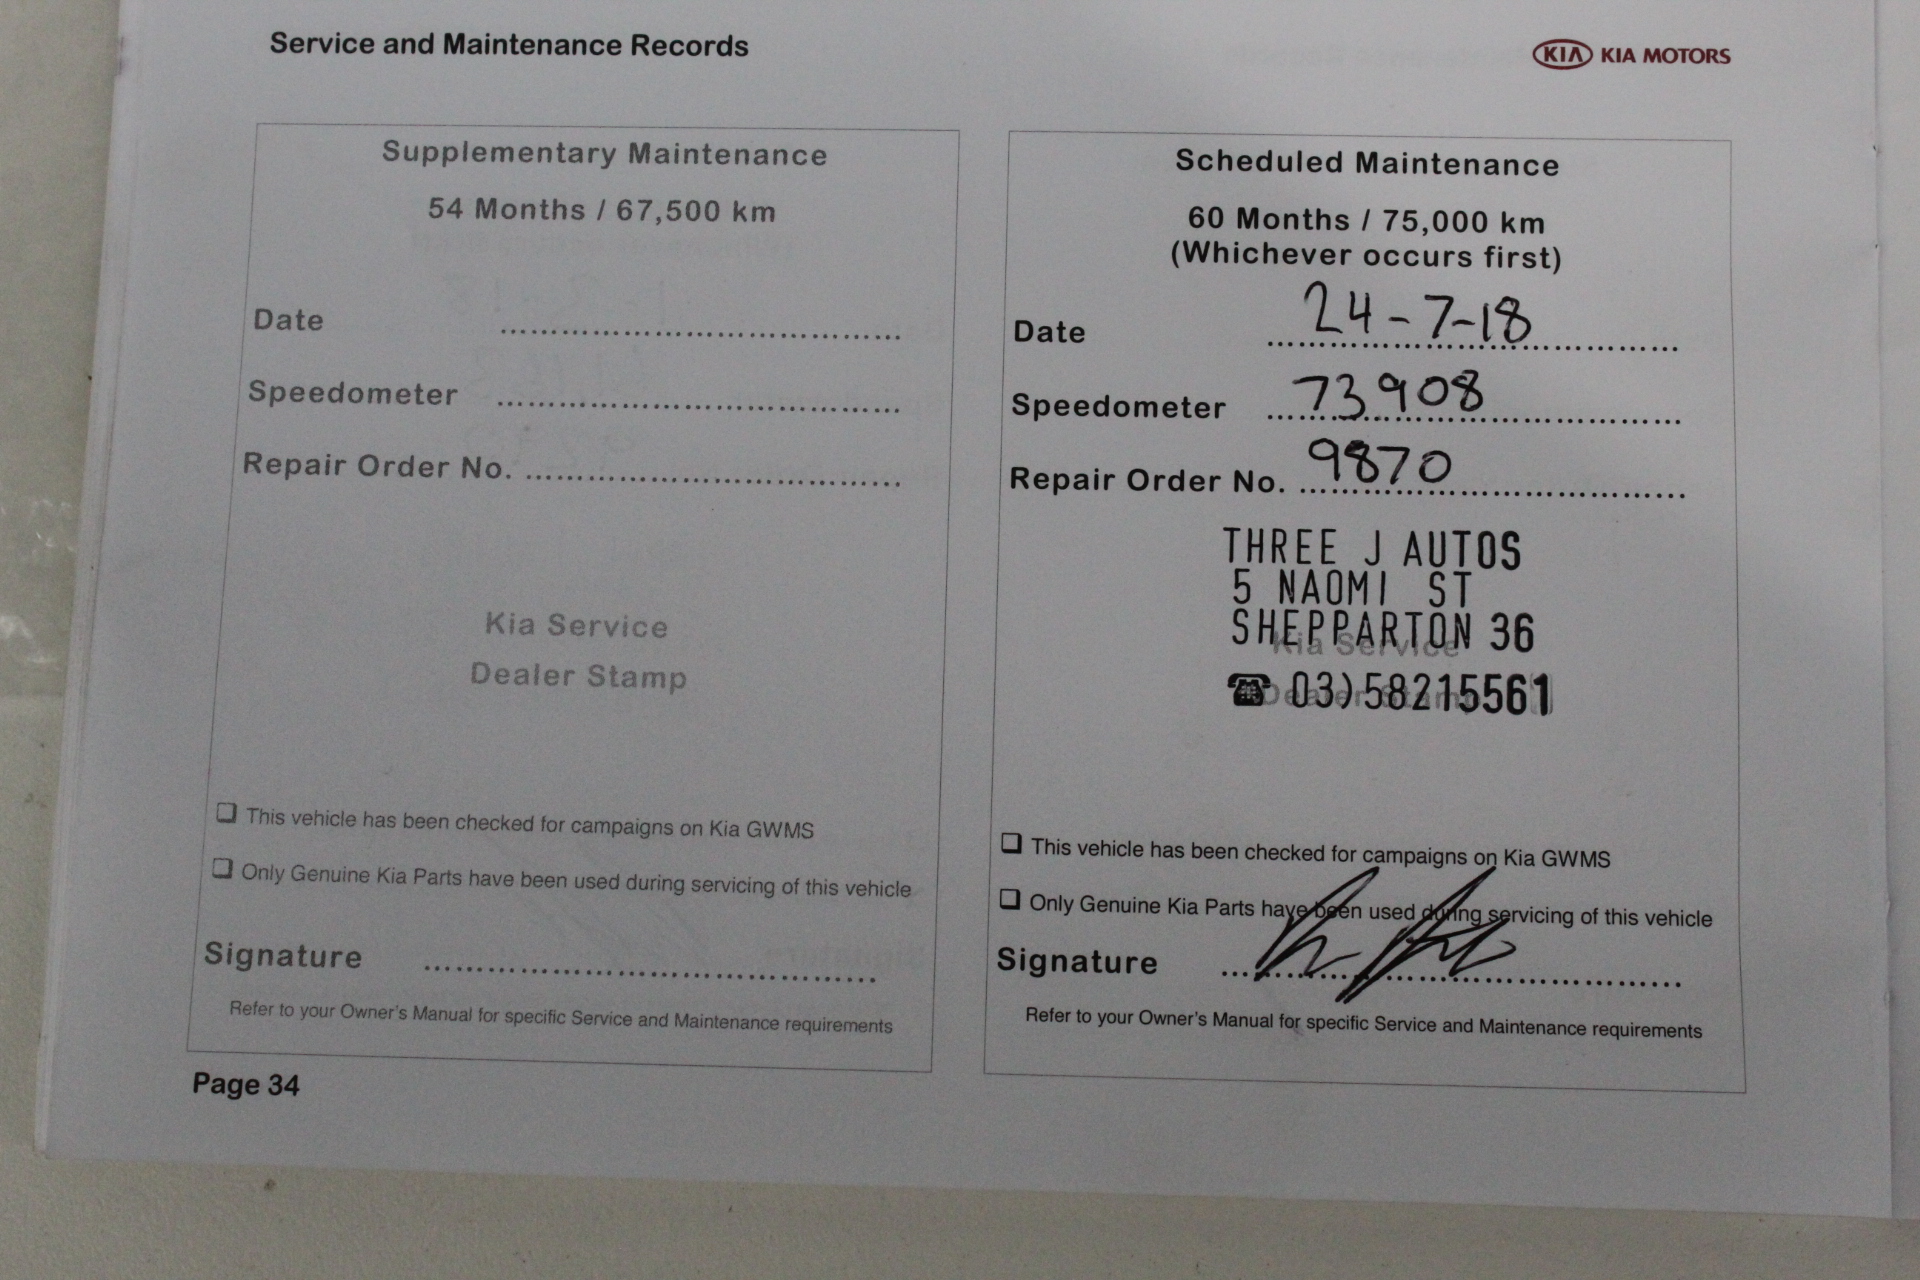 Service and Maintenance Records
KIA KIA MOTORS
Supplementary Maintenance
54 Months / 67,500 km
Date
Speedometer
Repair Order No.
Kia Service
Dealer Stamp
❏ This vehicle has been checked for campaigns on Kia GWMS
❏ Only Genuine Kia Parts have been used during servicing of this vehicle
Signature
Refer to your Owner's Manual for specific Service and Maintenance requirements
Page 34
Scheduled Maintenance
60 Months / 75,000 km
(Whichever occurs first)
Date 24-7-18
Speedometer 73908
Repair Order No. 9870
THREE J AUTOS
5 NAOMI ST
SHEPPARTON 36
Kia Service
☎ 03)58215561
Dealer Stamp
❏ This vehicle has been checked for campaigns on Kia GWMS
❏ Only Genuine Kia Parts have been used during servicing of this vehicle
Signature
Refer to your Owner's Manual for specific Service and Maintenance requirements